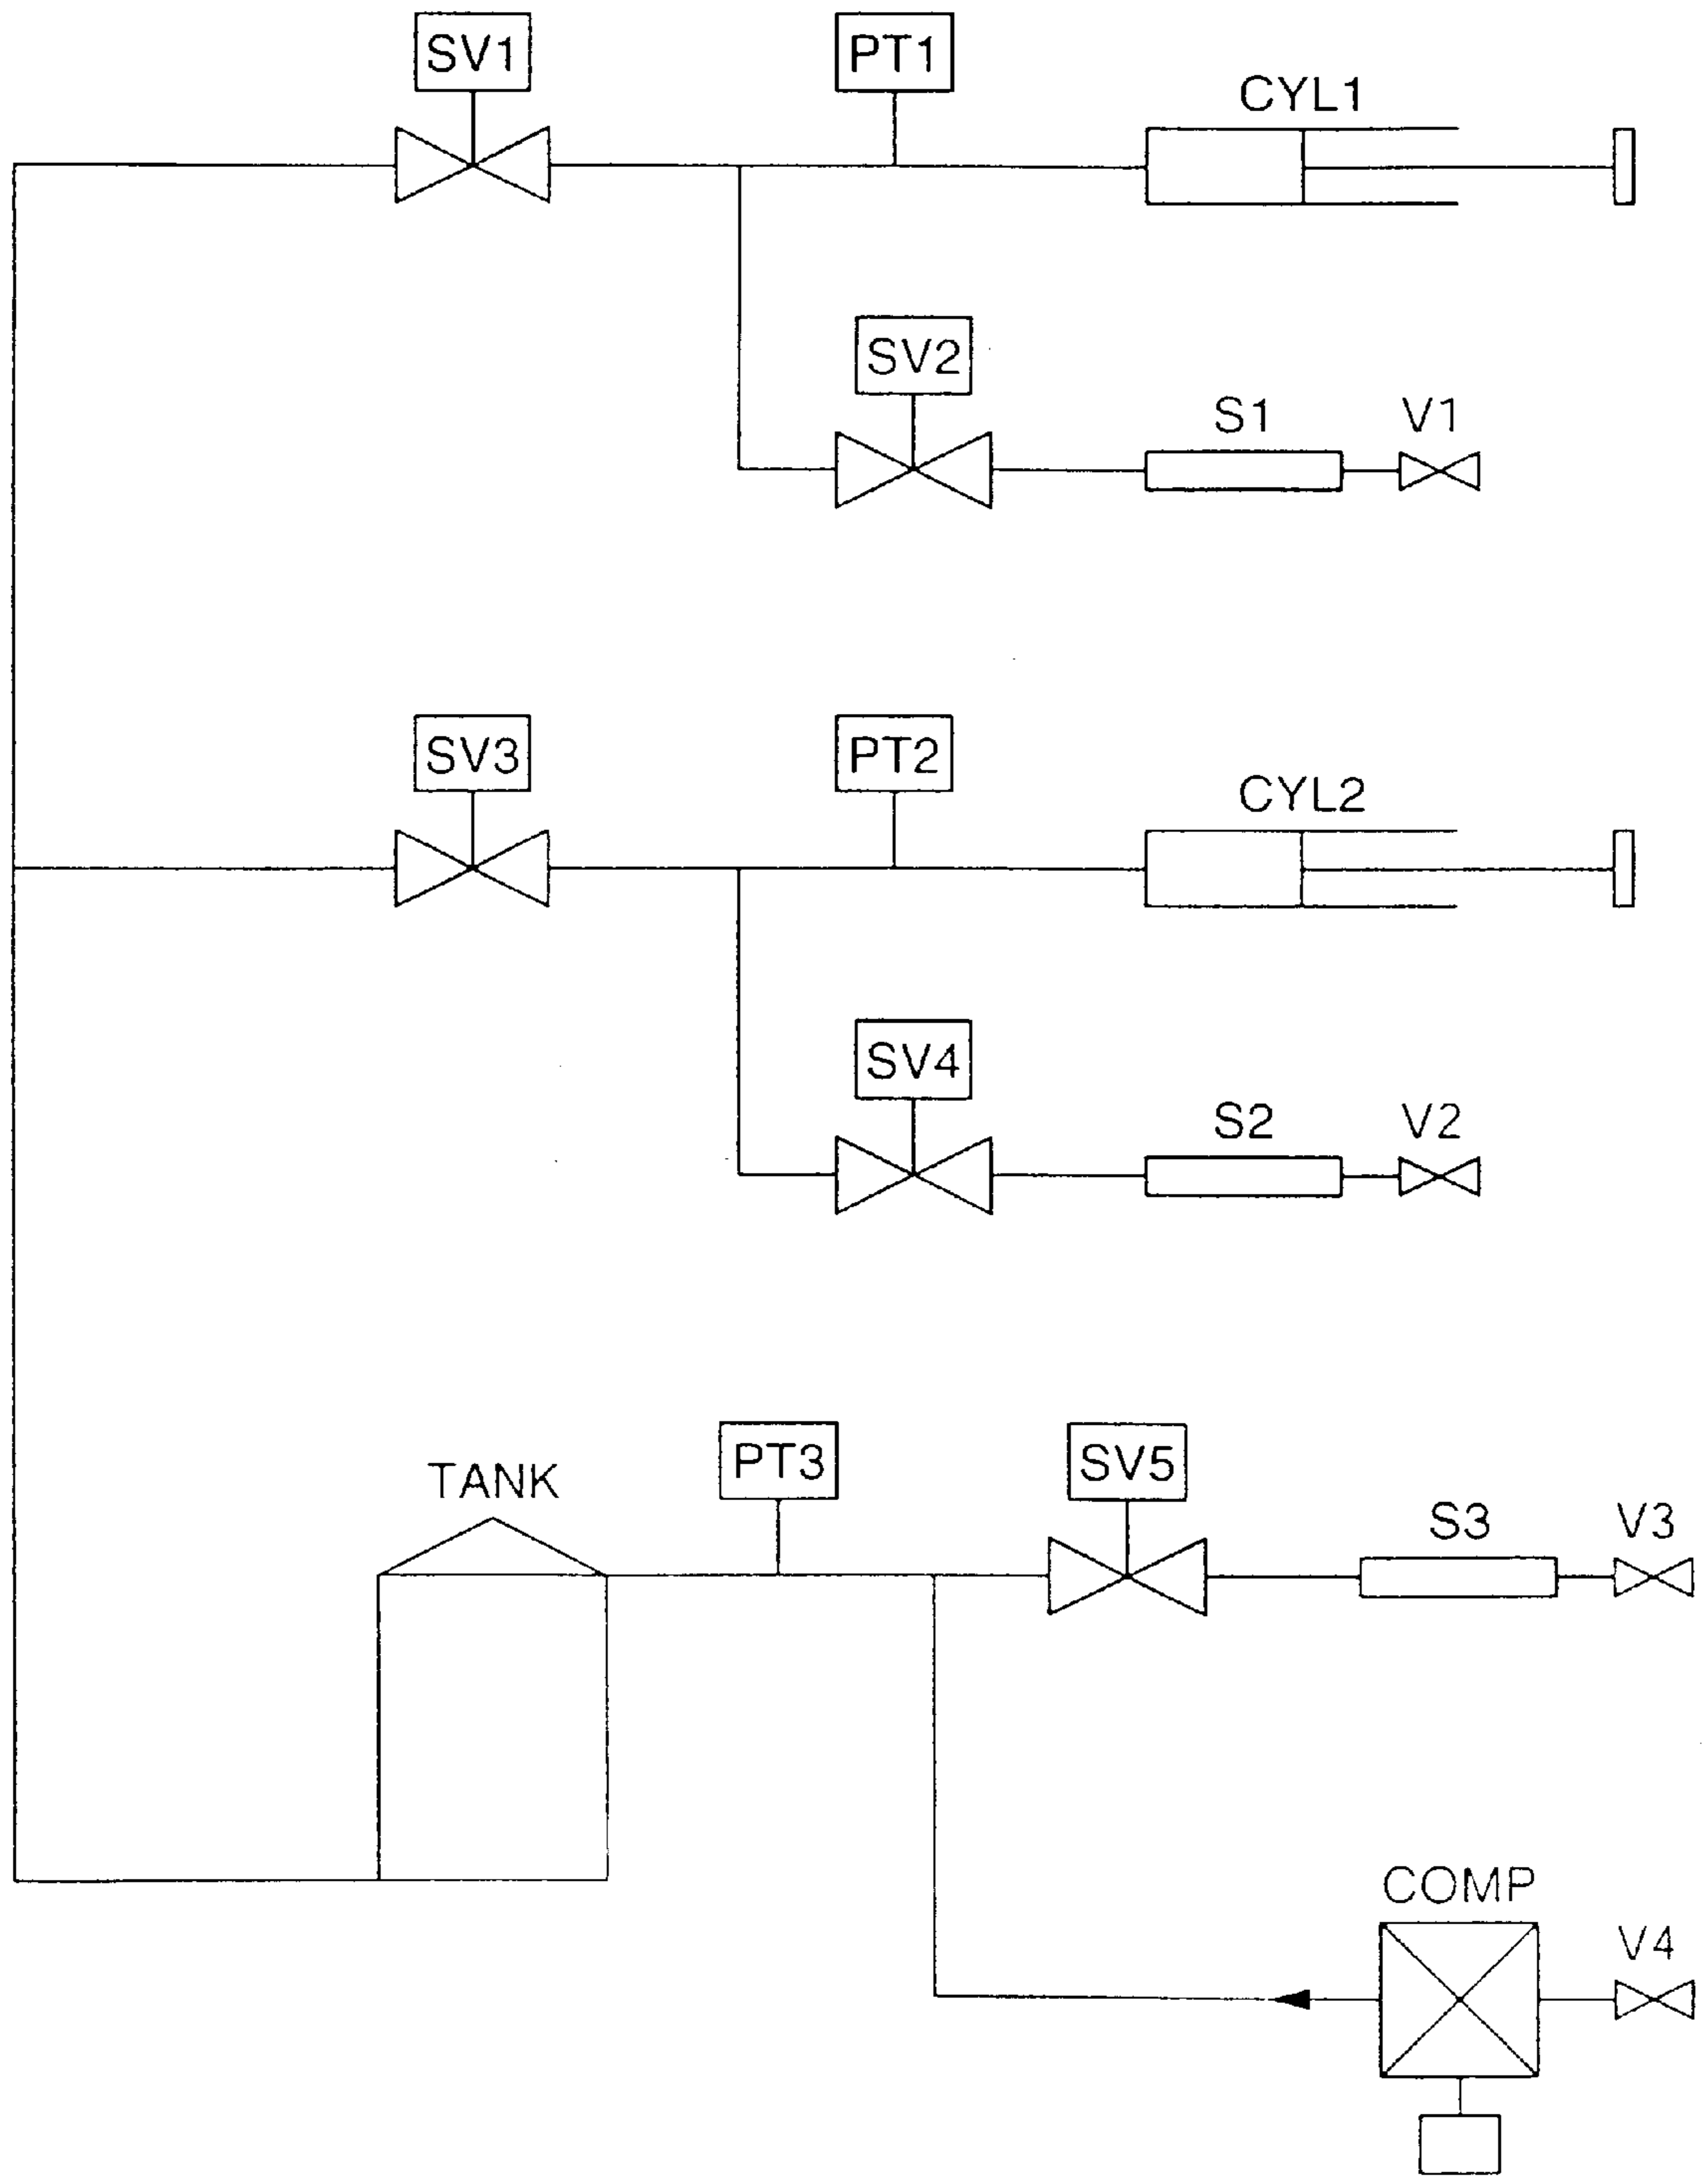 SV1
PT1
CYL1
SV2
S1
V1
SV3
PT2
CYL2
SV4
S2
V2
TANK
PT3
SV5
S3
V3
COMP
V4